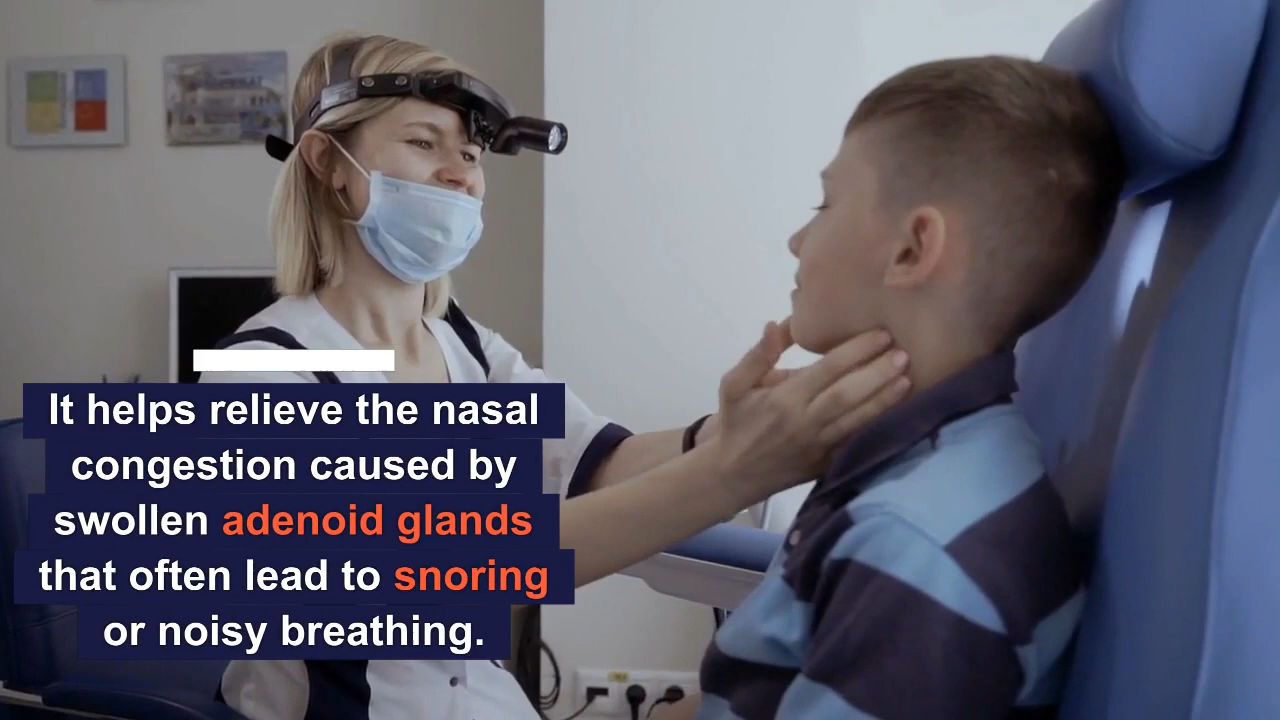 It helps relieve the nasal
congestion caused by
swollen adenoid glands
that often lead to snoring
or noisy breathing.